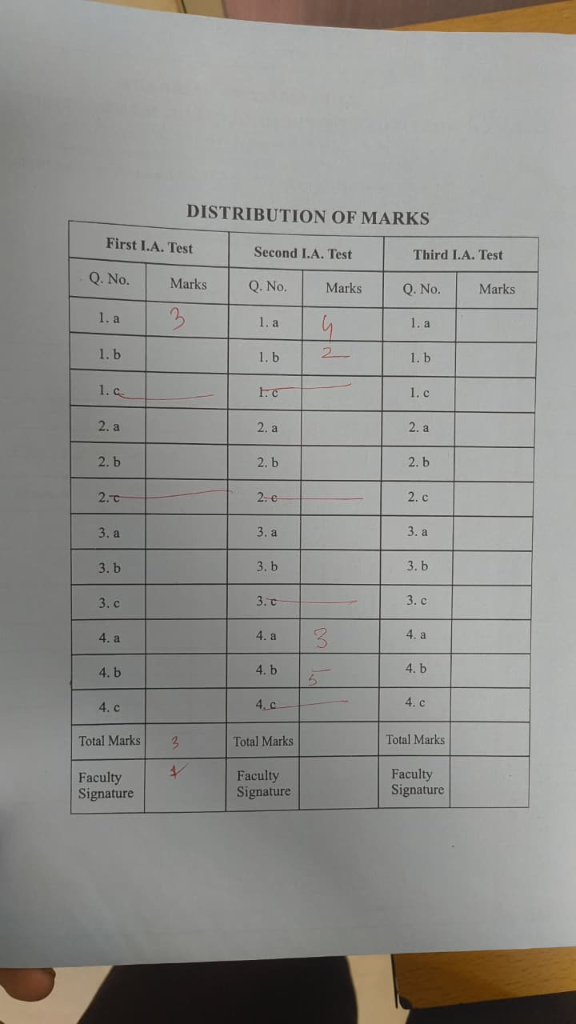 DISTRIBUTION OF MARKS
First I.A. Test Second I.A. Test Third I.A. Test
Q. No. Marks Q. No. Marks Q. No. Marks
1. a 3 1. a 4 1. a
1. b 1. b 2 1. b
1. c 1. c 1. c
2. a 2. a 2. a
2. b 2. b 2. b
2. c 2. c 2. c
3. a 3. a 3. a
3. b 3. b 3. b
3. c 3. c 3. c
4. a 4. a 3 4. a
4. b 4. b 5 4. b
4. c 4. c 4. c
Total Marks 3 Total Marks Total Marks
Faculty Faculty Faculty
Signature Signature Signature